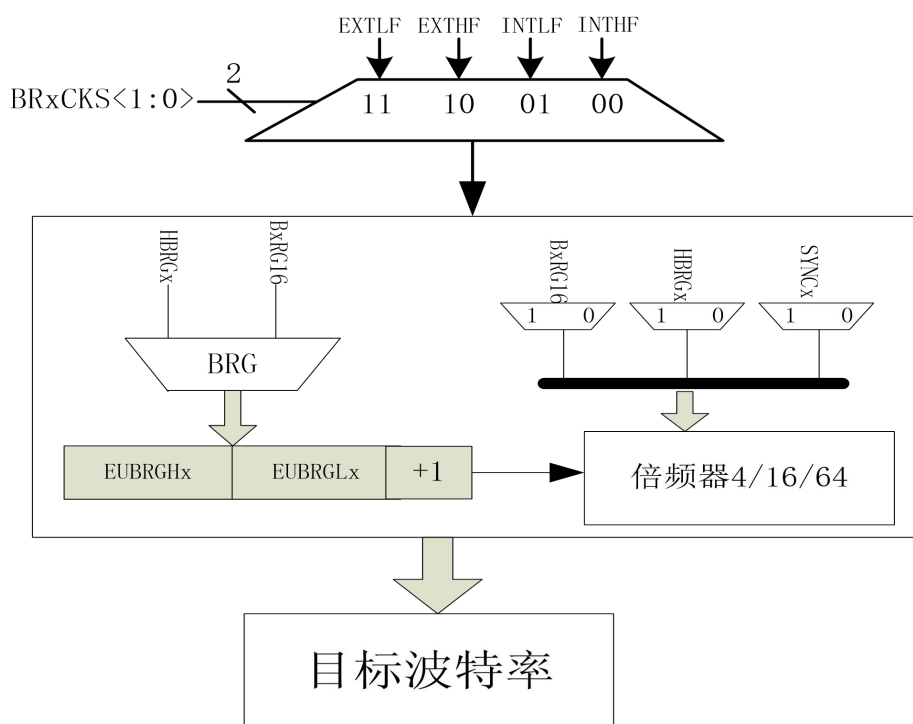 EXTLF EXTHF INTLF INTHF
2
BRxCKS<1:0>
11 10 01 00
HBRGx
BxRG16
BxRG16
HBRGx
SYNCx
1 0
1 0
1 0
BRG
EUBRGHx EUBRGLx +1
倍频器4/16/64
目标波特率